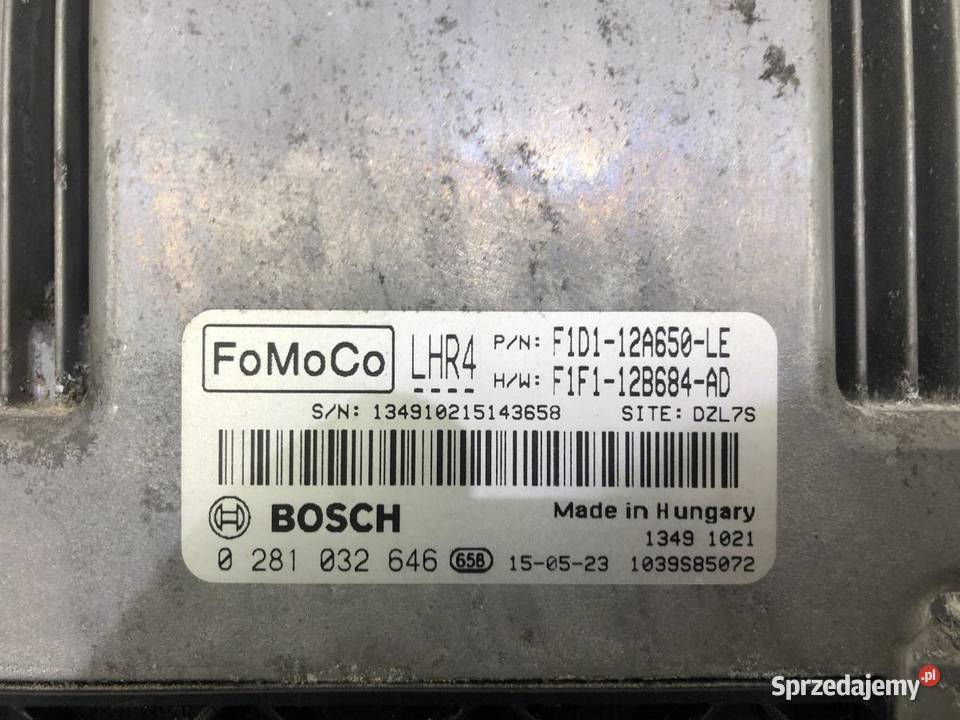 FoMoCo LHR4 P/N: F1D1-12A650-LE
H/W: F1F1-12B684-AD
S/N: 134910215143658 SITE: DZL7S
BOSCH Made in Hungary
1349 1021
0 281 032 646 65B 15-05-23 1039S85072
Sprzedajemy.pl